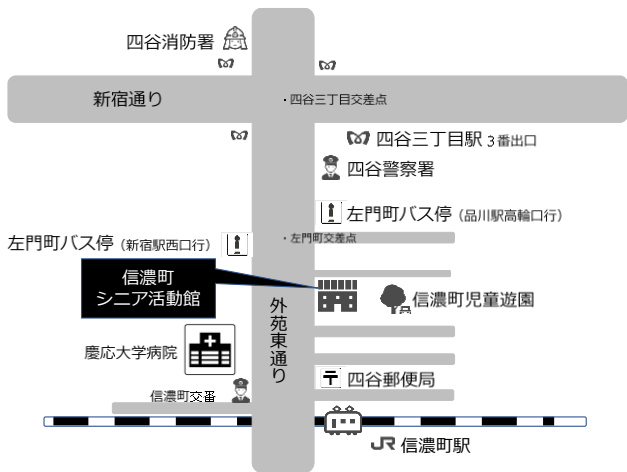 四谷消防署
新宿通り
・四谷三丁目交差点
四谷三丁目駅 3番出口
四谷警察署
左門町バス停 (品川駅高輪口行)
左門町バス停 (新宿駅西口行)
・左門町交差点
信濃町
シニア活動館
信濃町児童遊園
外苑東通り
慶応大学病院
四谷郵便局
信濃町交番
JR 信濃町駅